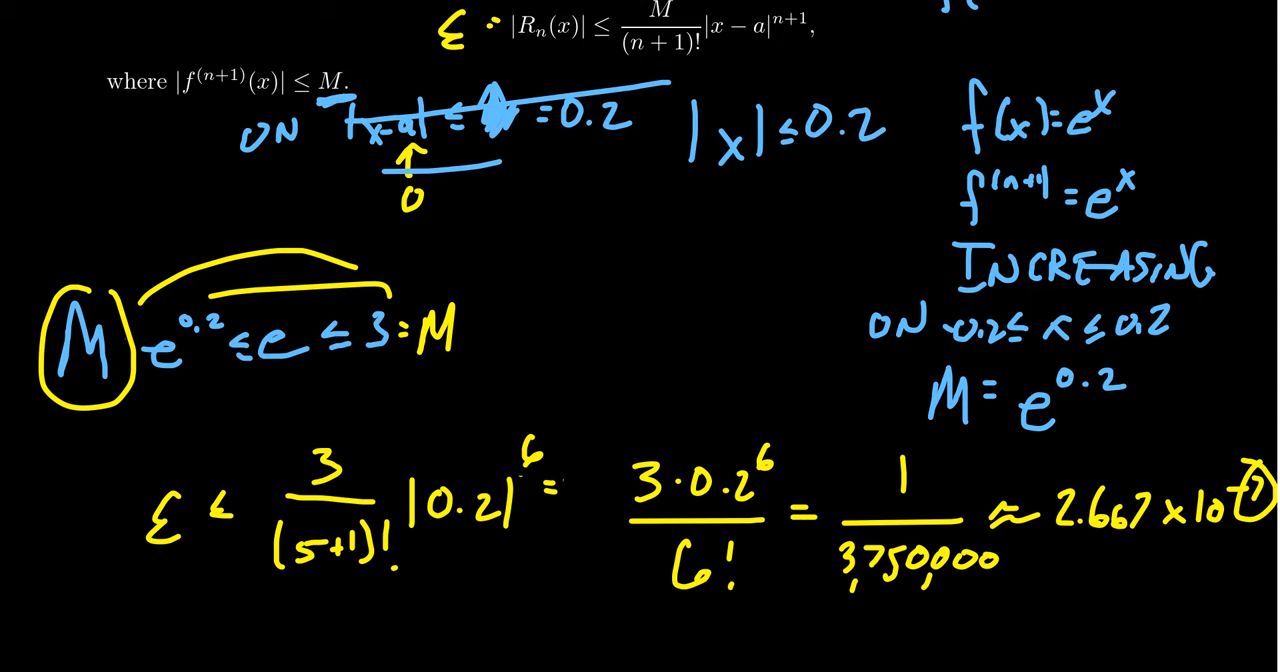 ε = |R_n(x)| ≤ M/(n + 1)! |x − a|^{n+1},
where |f^{(n+1)}(x)| ≤ M.
ON |x-a| ≤ = 0.2 |x| ≤ 0.2
0
f(x) = e^x
f^{(n+1)} = e^x
INCREASING
ON -0.2 ≤ x ≤ 0.2
M = e^{0.2}
M e^{0.2} ≤ e ≤ 3 = M
ε ≤ 3/(5+1)! |0.2|^6 = 3·0.2^6/6! = 1/3,750,000 ≈ 2.667 x 10^{-7}